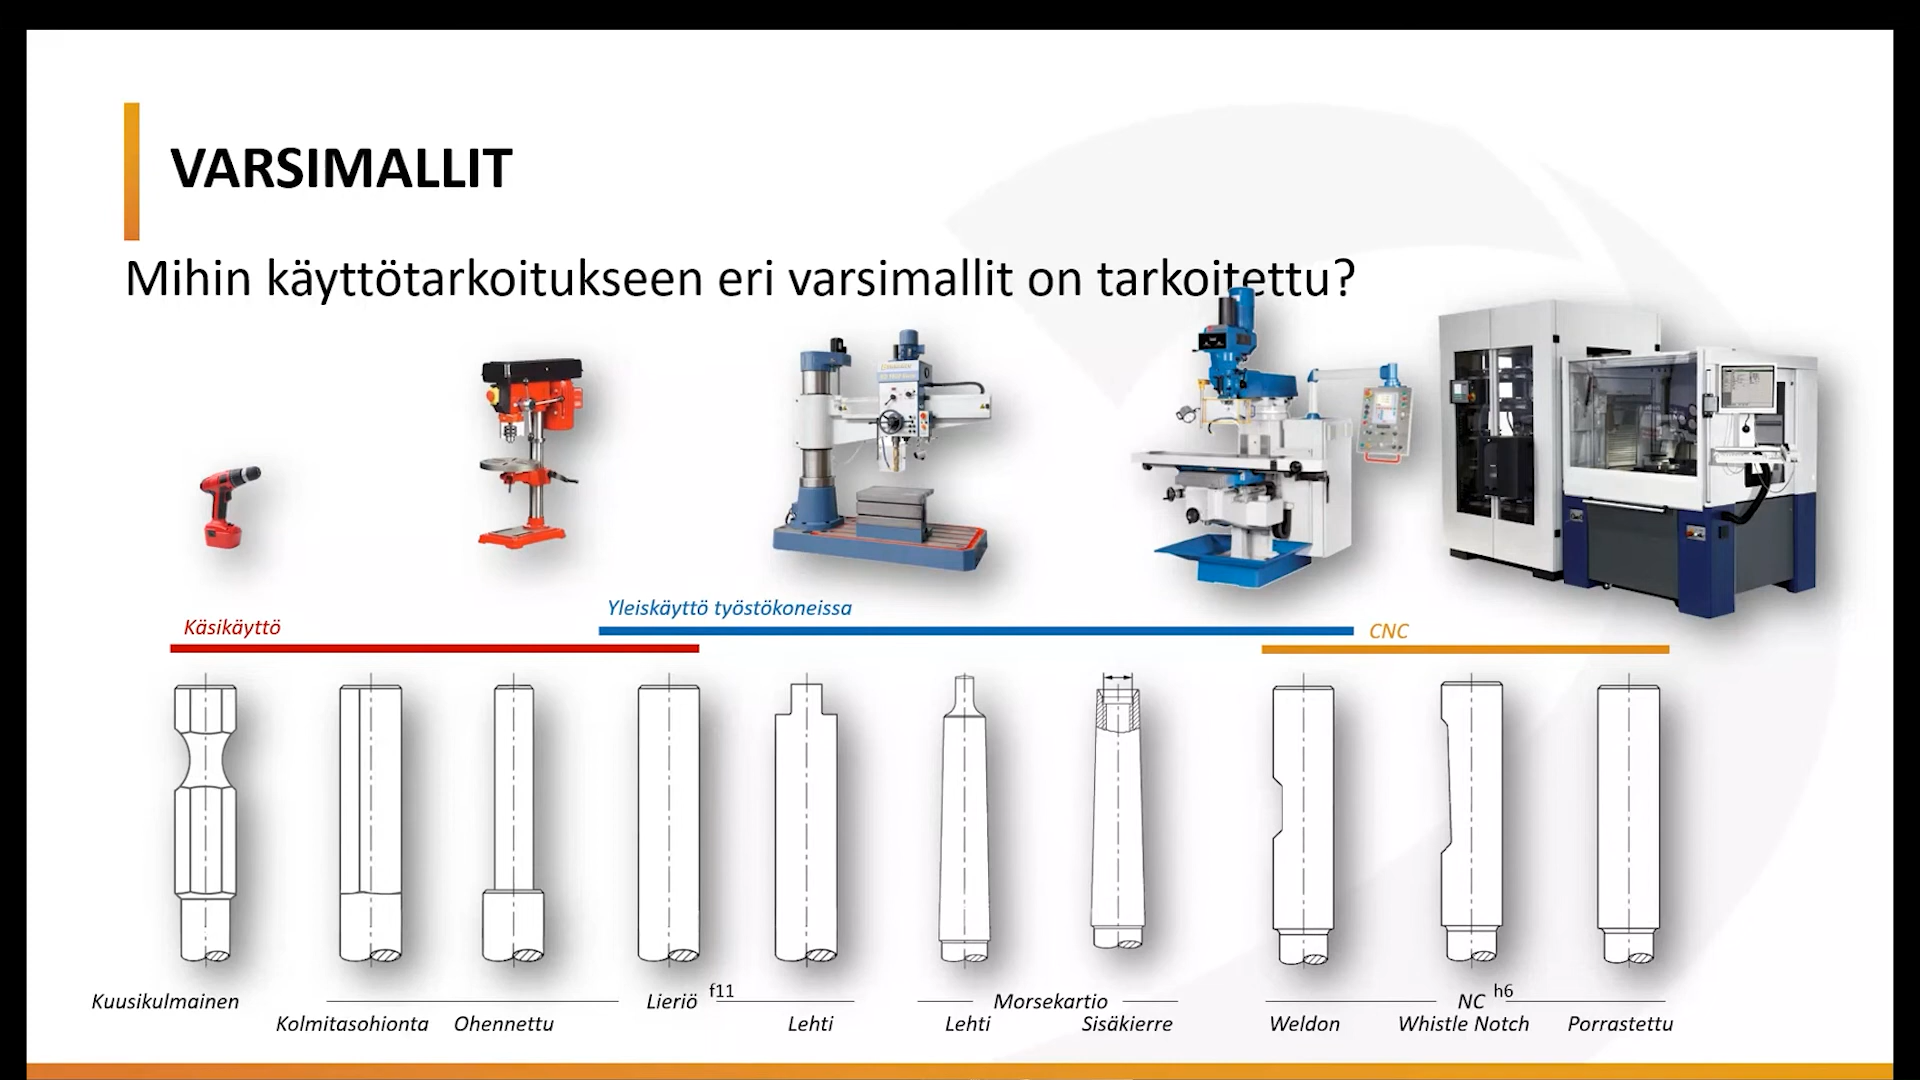 VARSIMALLIT
Mihin käyttötarkoitukseen eri varsimallit on tarkoitettu?
Yleiskäyttö työstökoneissa
Käsikäyttö
CNC
Kuusikulmainen
Lieriö f11
Morsekartio
NC h6
Kolmitasohionta
Ohennettu
Lehti
Lehti
Sisäkierre
Weldon
Whistle Notch
Porrastettu